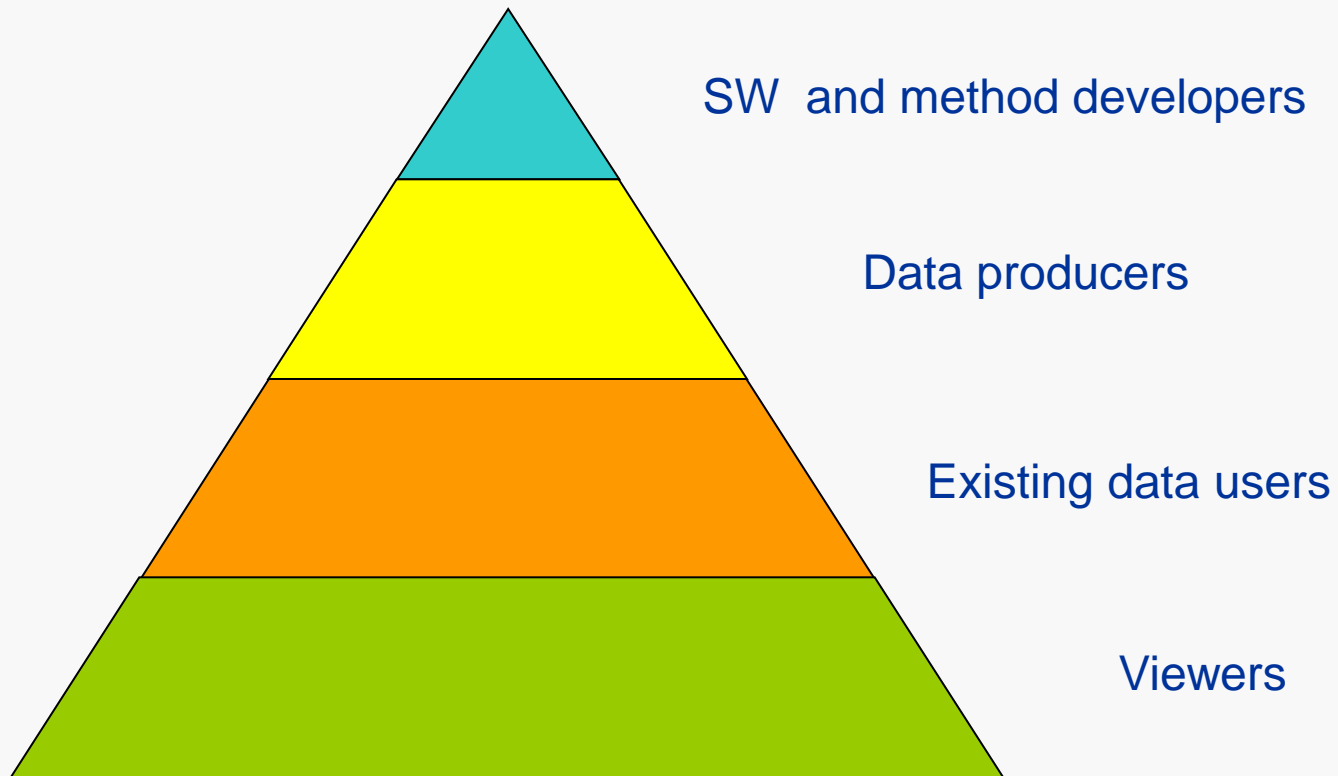 SW  and method developers
Data producers
Existing data users
Viewers